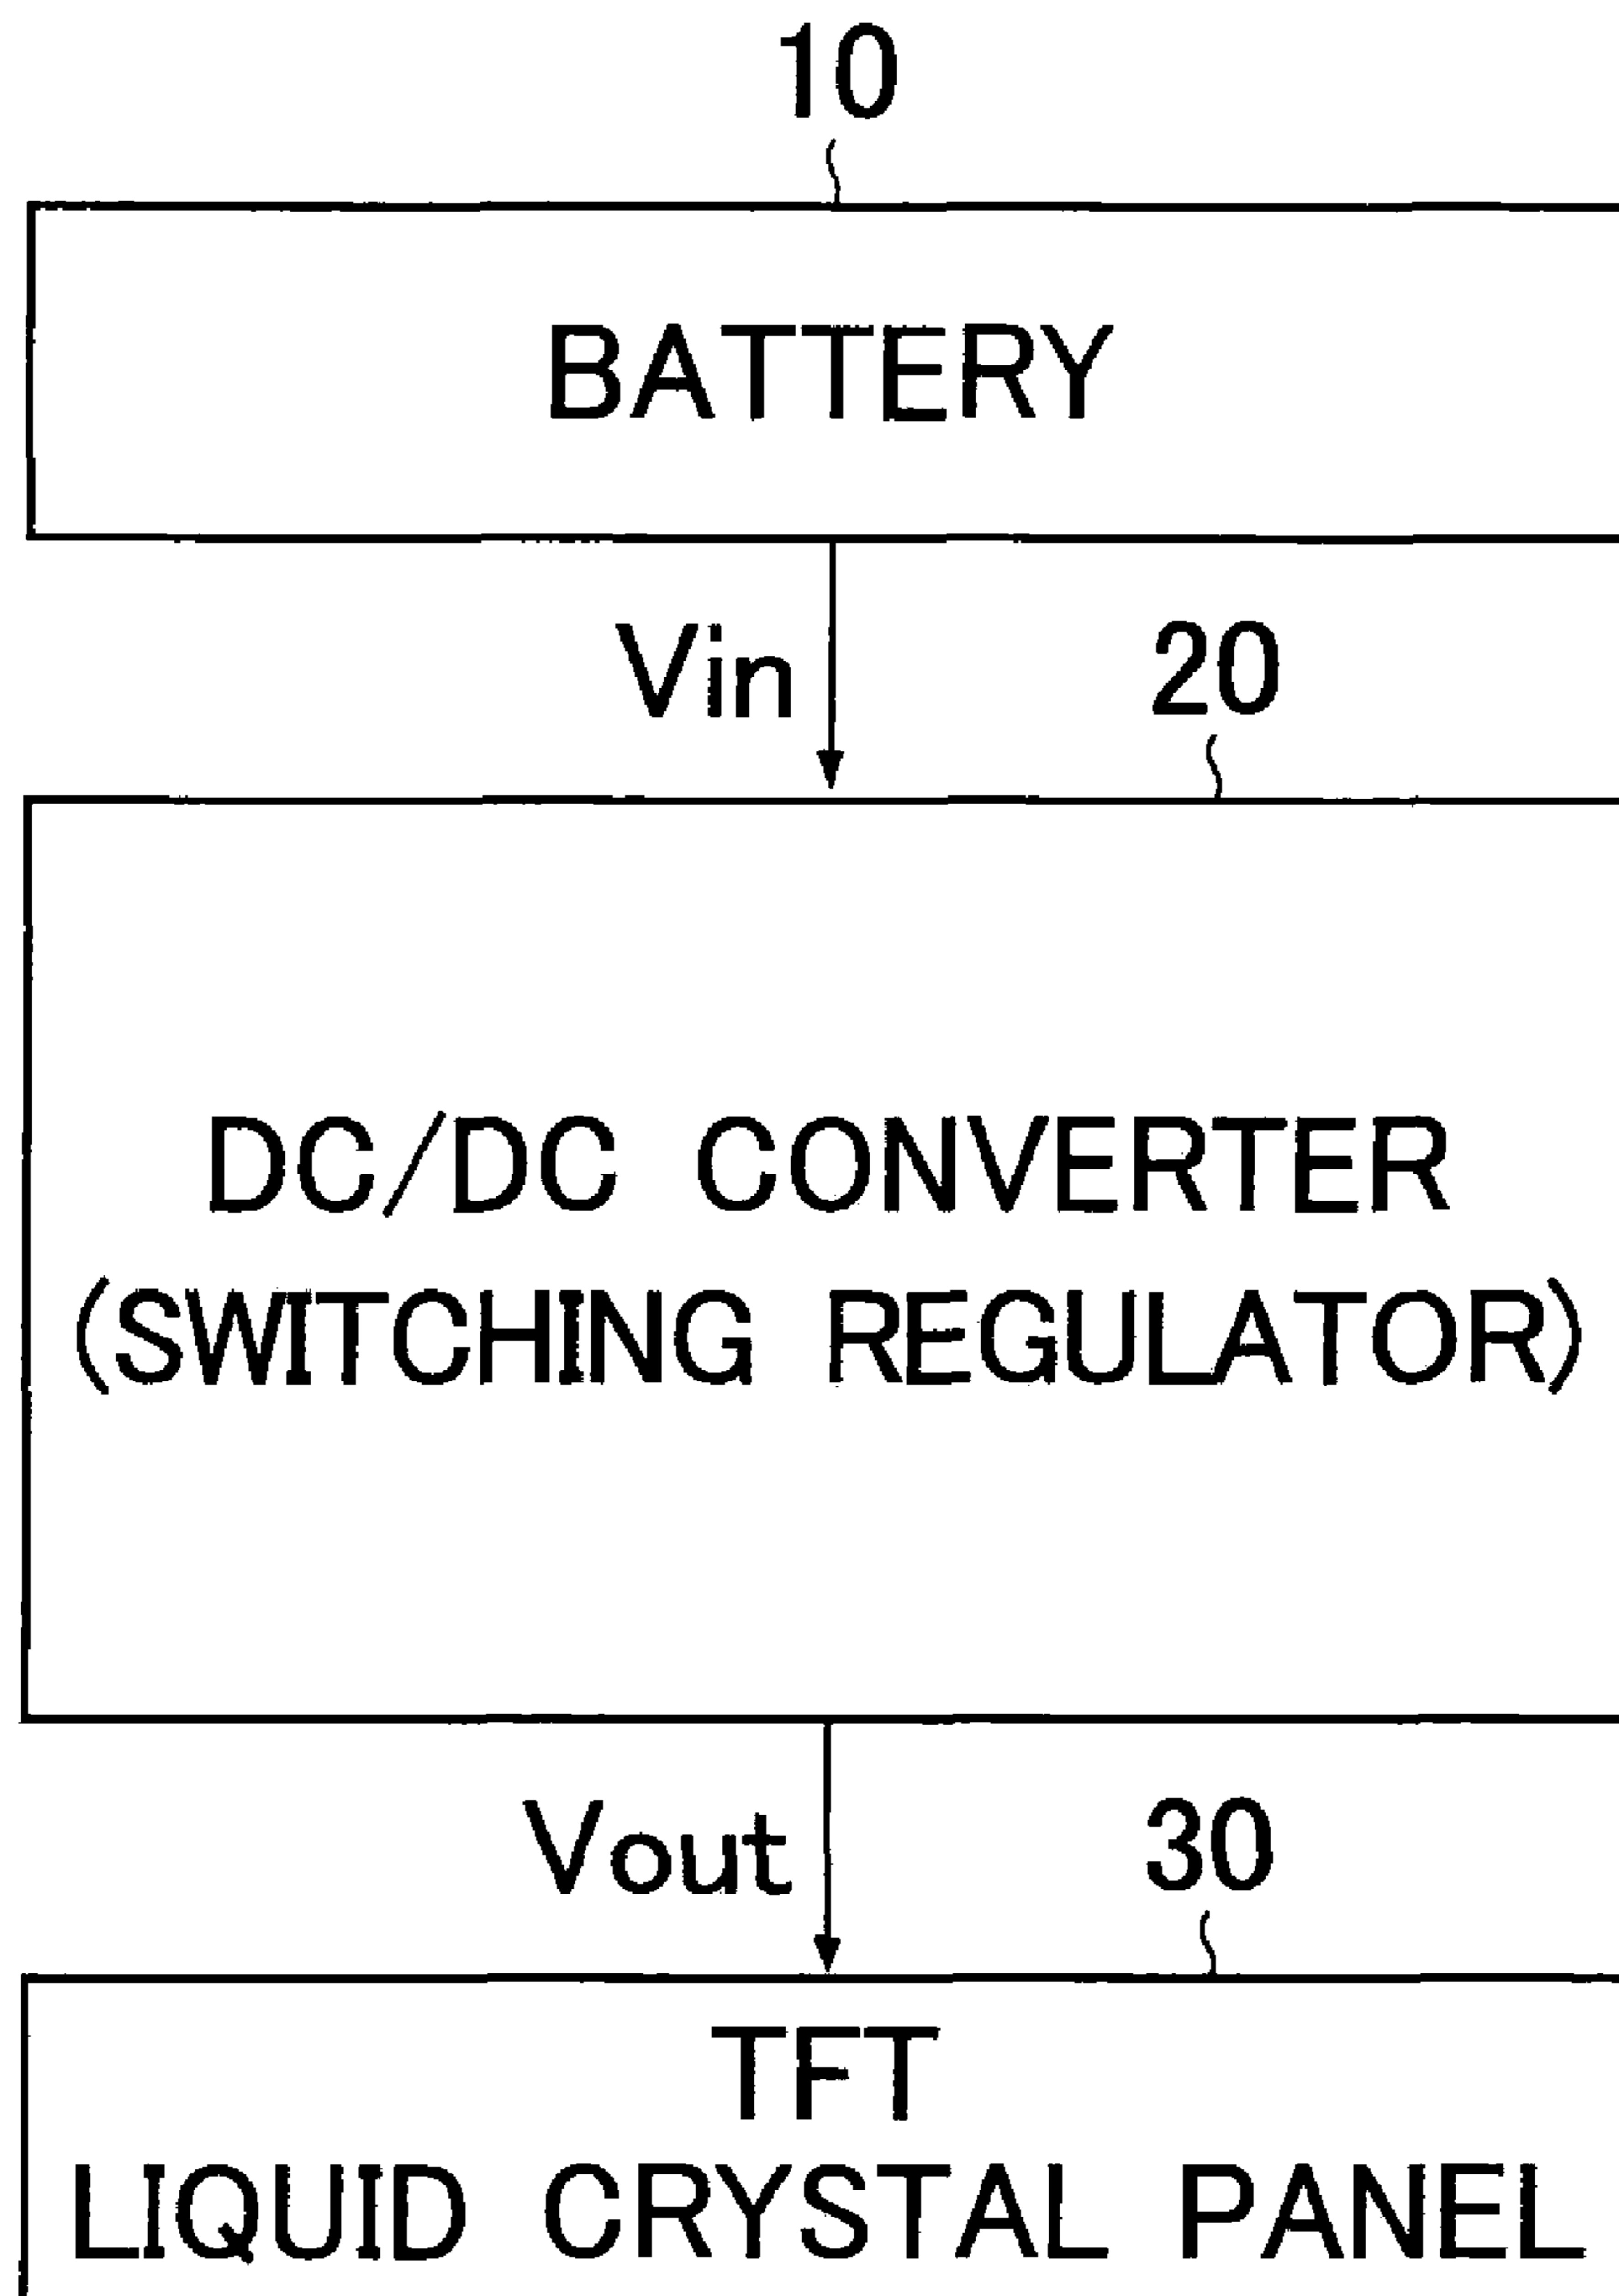 10
BATTERY
Vin
20
DC/DC CONVERTER
(SWITCHING REGULATOR)
Vout
30
TFT
LIQUID CRYSTAL PANEL